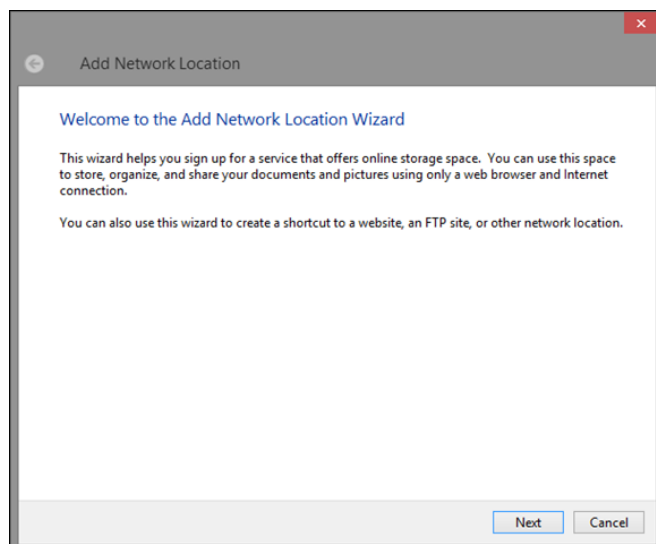 Add Network Location
Welcome to the Add Network Location Wizard
This wizard helps you sign up for a service that offers online storage space.  You can use this space
to store, organize, and share your documents and pictures using only a web browser and Internet
connection.
You can also use this wizard to create a shortcut to a website, an FTP site, or other network location.
Next
Cancel